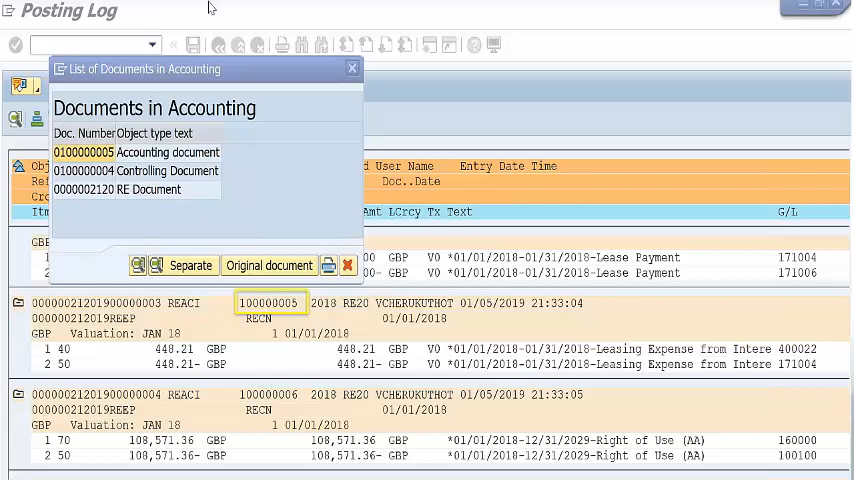 Posting Log
List of Documents in Accounting
Documents in Accounting
Doc. Number Object type text
0100000005 Accounting document
0100000004 Controlling Document
0000002120 RE Document
Separate Original document
Obj d User Name Entry Date Time
Ref Doc..Date
Crc
Itm Amt LCrcy Tx Text G/L
GBE
1 00- GBP V0 *01/01/2018-01/31/2018-Lease Payment 171004
2 00- GBP V0 *01/01/2018-01/31/2018-Lease Payment 171006
00000021201900000003 REACI 100000005 2018 RE20 VCHERUKUTHOT 01/05/2019 21:33:04
000000212019REEP RECN 01/01/2018
GBP Valuation: JAN 18 1 01/01/2018
1 40 448.21 GBP 448.21 GBP V0 *01/01/2018-01/31/2018-Leasing Expense from Intere 400022
2 50 448.21- GBP 448.21- GBP V0 *01/01/2018-01/31/2018-Leasing Expense from Intere 171004
00000021201900000004 REACI 100000006 2018 RE20 VCHERUKUTHOT 01/05/2019 21:33:05
000000212019REEP RECN 01/01/2018
GBP Valuation: JAN 18 1 01/01/2018
1 70 108,571.36 GBP 108,571.36 GBP *01/01/2018-12/31/2029-Right of Use (AA) 160000
2 50 108,571.36- GBP 108,571.36- GBP *01/01/2018-12/31/2029-Right of Use (AA) 100100